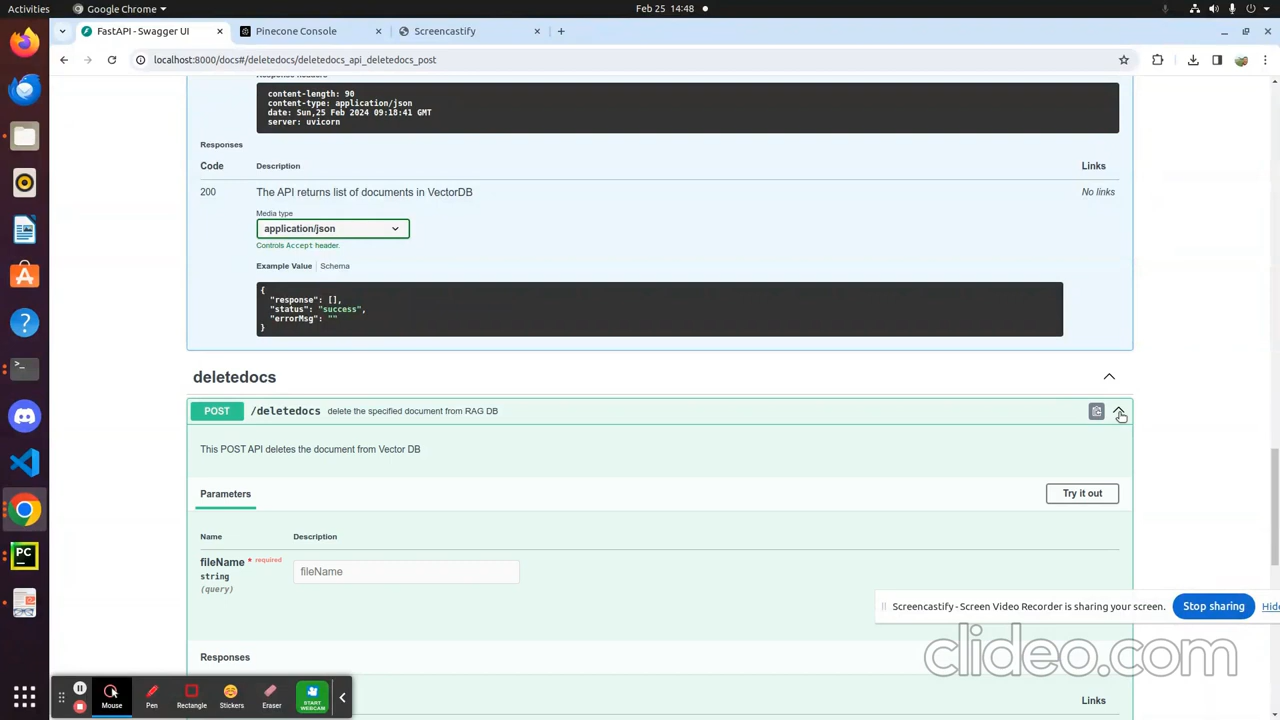 Activities
Google Chrome
Feb 25 14:48
FastAPI - Swagger UI
Pinecone Console
Screencastify
localhost:8000/docs#/deletedocs/deletedocs_api_deletedocs_post
Response headers
content-length: 90
content-type: application/json
date: Sun,25 Feb 2024 09:18:41 GMT
server: uvicorn
Responses
Code Description Links
200 The API returns list of documents in VectorDB No links
Media type
application/json
Controls Accept header.
Example Value Schema
{
"response": [],
"status": "success",
"errorMsg": ""
}
deletedocs
POST /deletedocs delete the specified document from RAG DB
This POST API deletes the document from Vector DB
Parameters Try it out
Name Description
fileName * required
string
(query)
fileName
Screencastify - Screen Video Recorder is sharing your screen. Stop sharing Hide
clideo.com
Responses
Links
Mouse Pen Rectangle Stickers Eraser START WEBCAM
PC